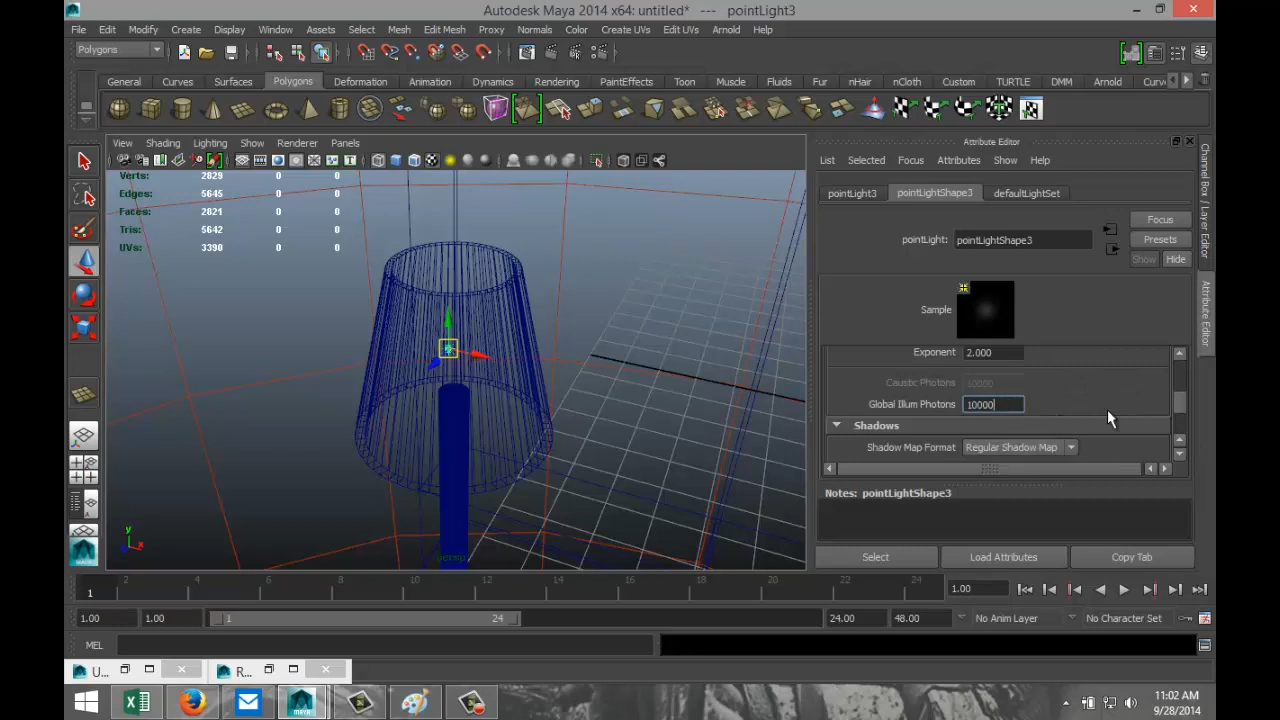 Autodesk Maya 2014 x64: untitled* --- pointLight3
File Edit Modify Create Display Window Assets Select Mesh Edit Mesh Proxy Normals Color Create UVs Edit UVs Arnold Help
Polygons
General Curves Surfaces Polygons Deformation Animation Dynamics Rendering PaintEffects Toon Muscle Fluids Fur nHair nCloth Custom TURTLE DMM Arnold Curv
View Shading Lighting Show Renderer Panels
Verts: 2829 0 0
Edges: 5645 0 0
Faces: 2821 0 0
Tris: 5642 0 0
UVs: 3390 0 0
y
x
persp
Attribute Editor
List Selected Focus Attributes Show Help
pointLight3 pointLightShape3 defaultLightSet
Focus
pointLight: pointLightShape3
Presets
Show Hide
Sample
Exponent 2.000
Caustic Photons 10000
Global Illum Photons 10000
Shadows
Shadow Map Format Regular Shadow Map
Notes: pointLightShape3
Select Load Attributes Copy Tab
Channel Box / Layer Editor
Attribute Editor
2 4 6 8 10 12 14 16 18 20 22 24
1
1.00
1.00 1.00 1 24 24.00 48.00 No Anim Layer No Character Set
MEL
U... R...
MAYA
11:02 AM
9/28/2014